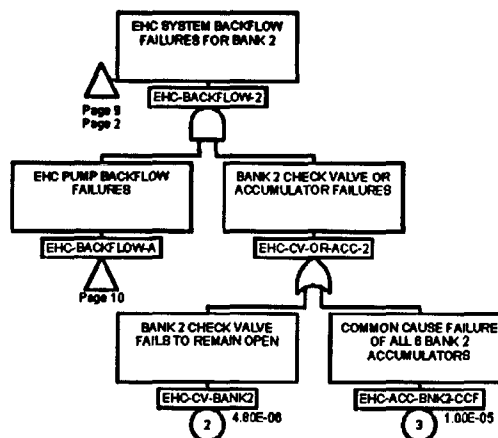 EHC SYSTEM BACKFLOW
FAILURES FOR BANK 2
EHC-BACKFLOW-2
Page 9
Page 2
EHC PUMP BACKFLOW
FAILURES
BANK 2 CHECK VALVE OR
ACCUMULATOR FAILURES
EHC-BACKFLOW-A
EHC-CV-OR-ACC-2
Page 10
BANK 2 CHECK VALVE
FAILS TO REMAIN OPEN
COMMON CAUSE FAILURE
OF ALL 6 BANK 2
ACCUMULATORS
EHC-CV-BANK2
EHC-ACC-BNK2-CCF
2
4.80E-06
3
1.00E-05